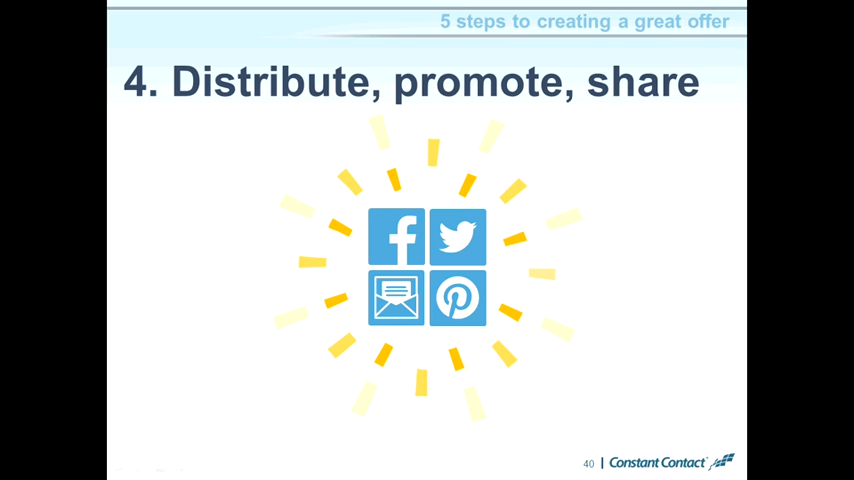 5 steps to creating a great offer
4. Distribute, promote, share
40 | Constant Contact